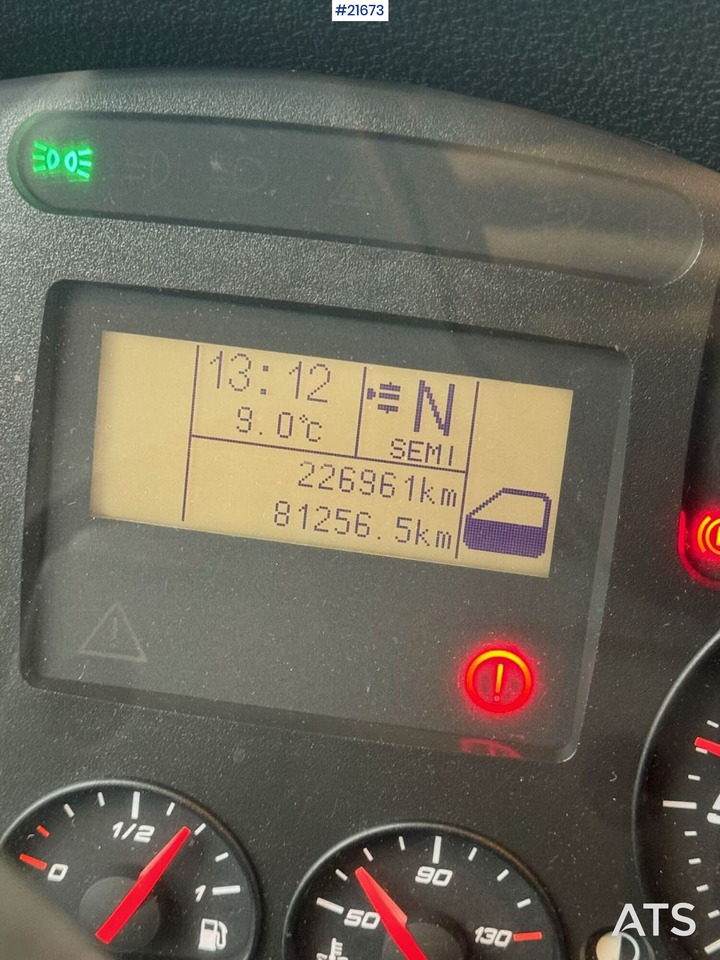 #21673
13:12
N
9.0°C
SEMI
226961km
81256.5km
1/2
0
1
90
50
130
ATS